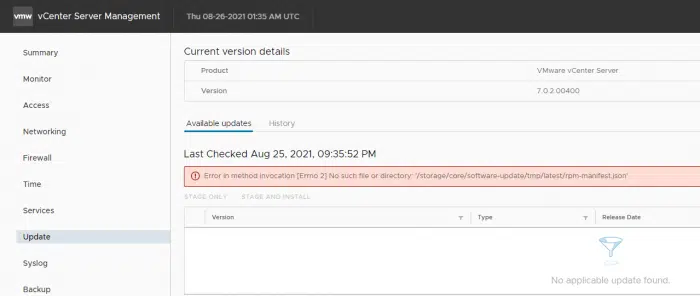 vmw vCenter Server Management Thu 08-26-2021 01:35 AM UTC
Summary
Monitor
Access
Networking
Firewall
Time
Services
Update
Syslog
Backup
Current version details
Product VMware vCenter Server
Version 7.0.2.00400
Available updates History
Last Checked Aug 25, 2021, 09:35:52 PM
Error in method invocation [Errno 2] No such file or directory: '/storage/core/software-update/tmp/latest/rpm-manifest.json'
STAGE ONLY STAGE AND INSTALL
Version Type Release Date
No applicable update found.